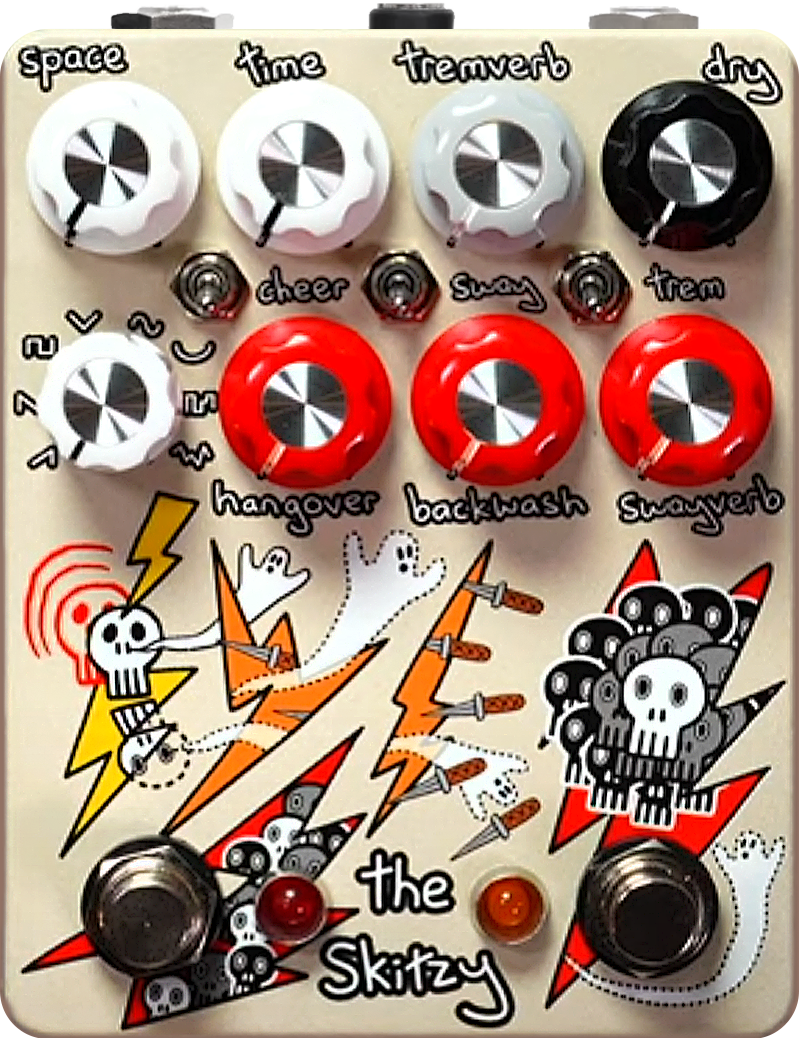 space time tremverb dry
cheer sway trem
hangover backwash swayverb
the
Skitzy